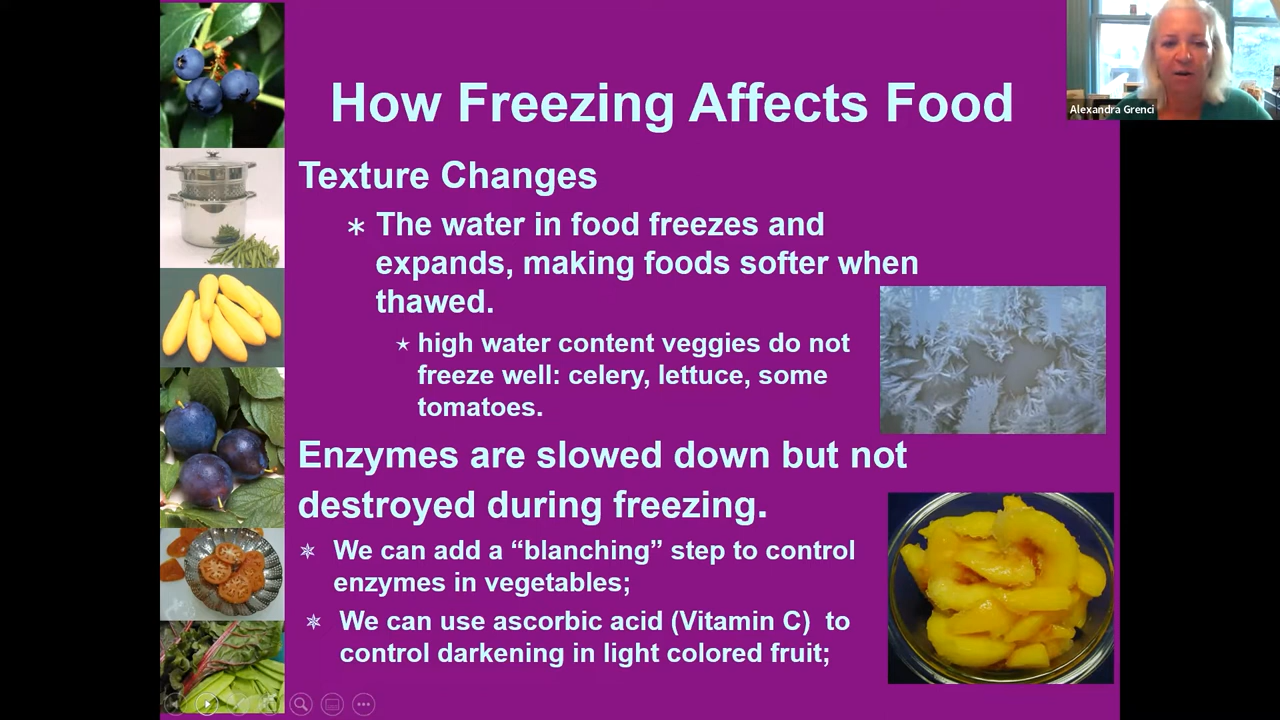 How Freezing Affects Food
Alexandra Grenci
Texture Changes
* The water in food freezes and
expands, making foods softer when
thawed.
* high water content veggies do not
freeze well: celery, lettuce, some
tomatoes.
Enzymes are slowed down but not
destroyed during freezing.
* We can add a “blanching” step to control
enzymes in vegetables;
* We can use ascorbic acid (Vitamin C) to
control darkening in light colored fruit;